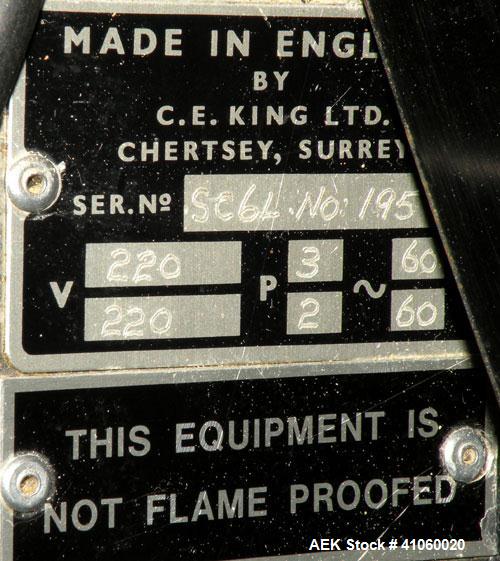 MADE IN ENGL
BY
C.E. KING LTD.
CHERTSEY, SURREY
SER.Nº SC6L.No:195
V 220 P 3 ~ 60
220 2 60
THIS EQUIPMENT IS
NOT FLAME PROOFED
AEK Stock # 41060020